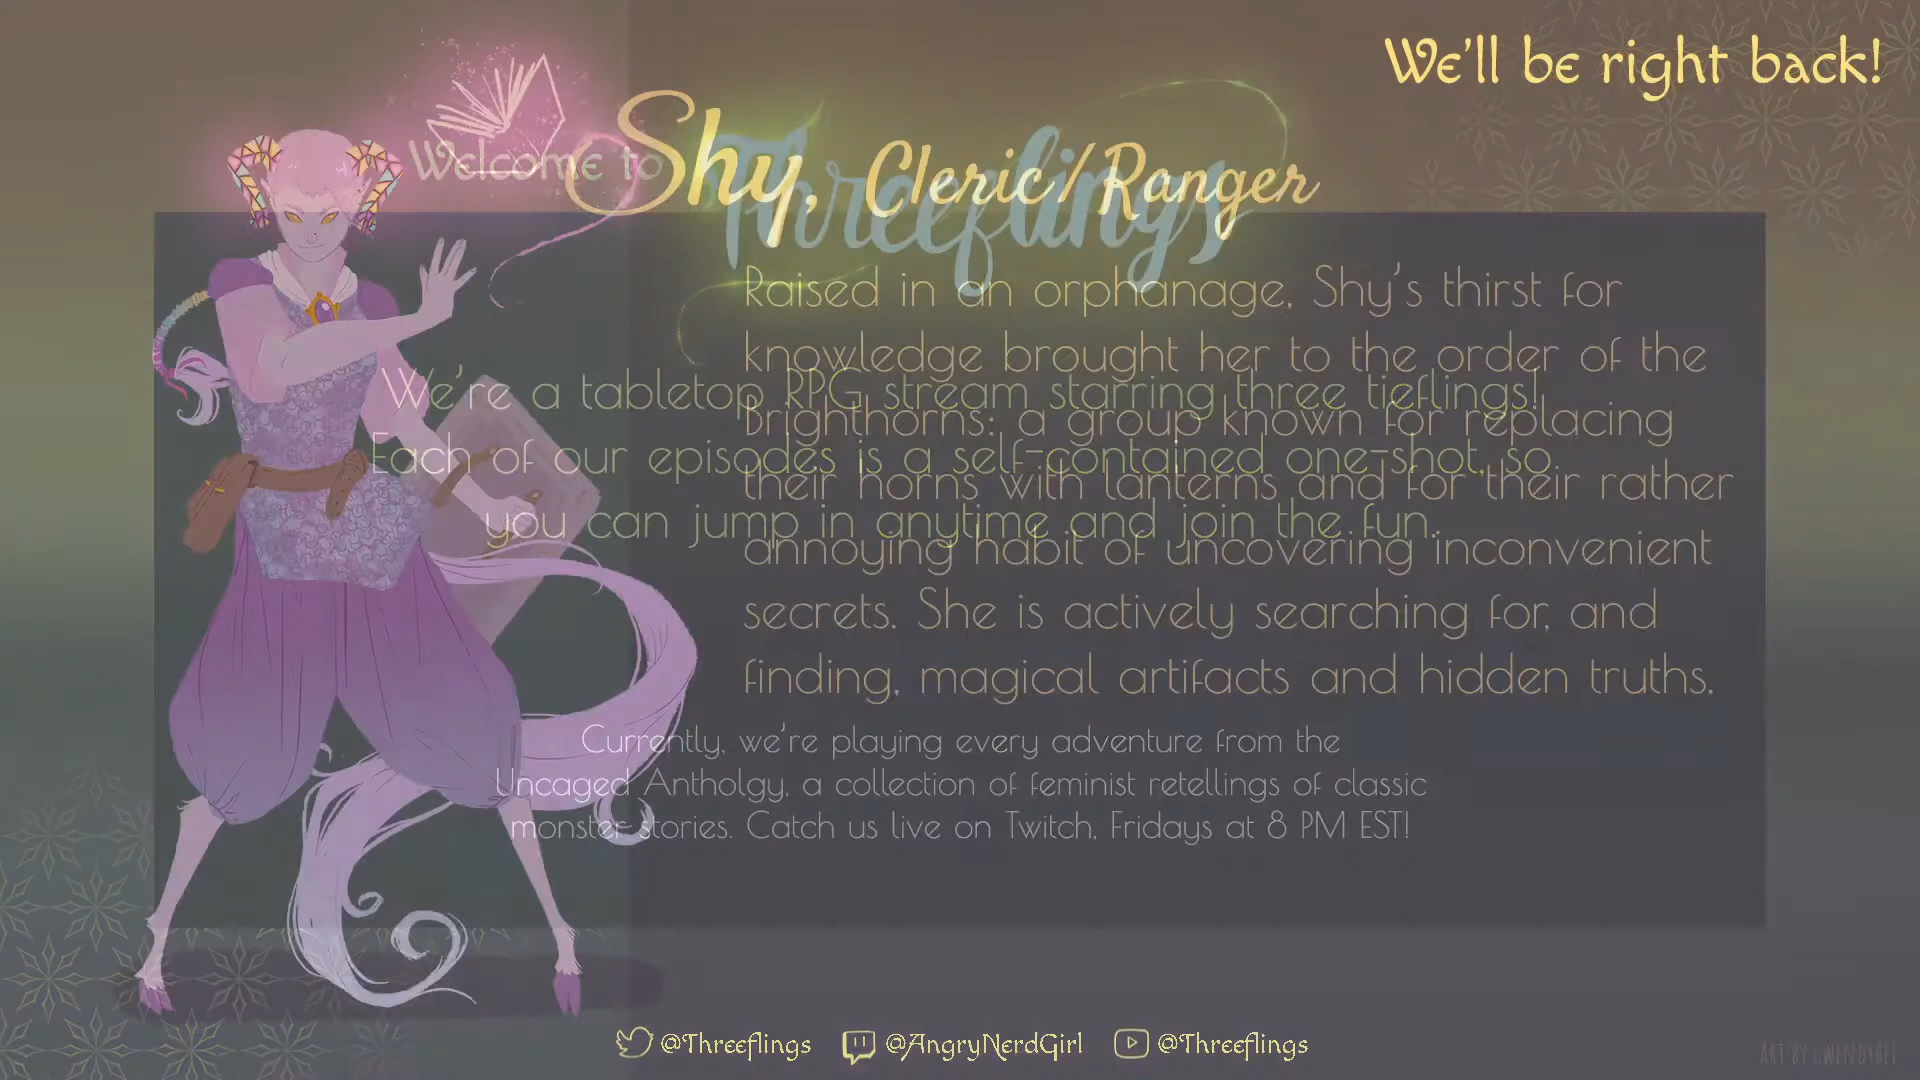 We'll be right back!
Welcome to
Threeflings
Shy, Cleric/Ranger
Raised in an orphanage, Shy's thirst for
knowledge brought her to the order of the
Brighthorns: a group known for replacing
their horns with lanterns and for their rather
annoying habit of uncovering inconvenient
secrets. She is actively searching for, and
finding, magical artifacts and hidden truths.
We're a tabletop RPG stream starring three tieflings!
Each of our episodes is a self-contained one-shot, so
you can jump in anytime and join the fun.
Currently, we're playing every adventure from the
Uncaged Antholgy, a collection of feminist retellings of classic
monster stories. Catch us live on Twitch, Fridays at 8 PM EST!
@Threeflings @AngryNerdGirl @Threeflings
ART BY